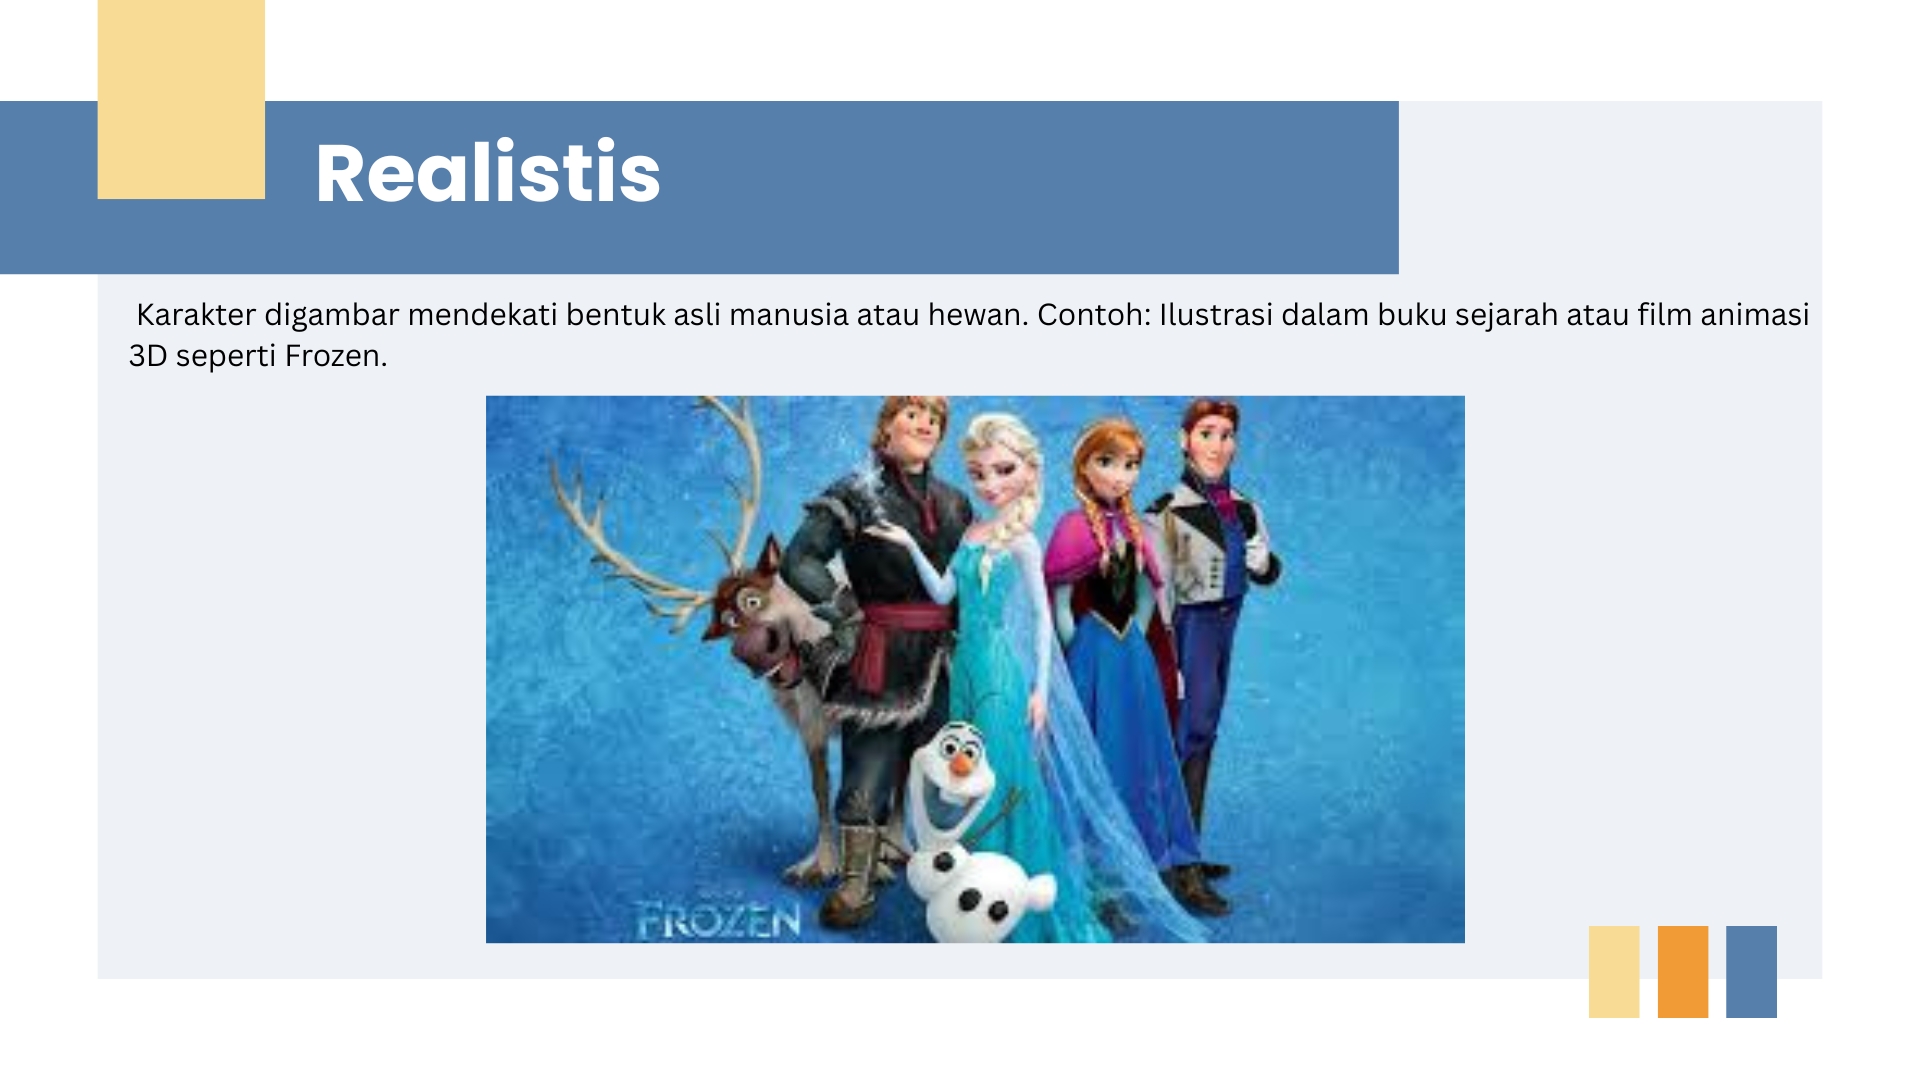 Realistis
Karakter digambar mendekati bentuk asli manusia atau hewan. Contoh: Ilustrasi dalam buku sejarah atau film animasi
3D seperti Frozen.
FROZEN